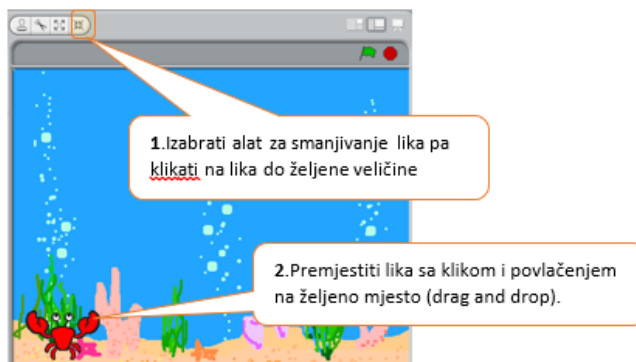 1.Izabrati alat za smanjivanje lika pa
klikati na lika do željene veličine
2.Premjestiti lika sa klikom i povlačenjem
na željeno mjesto (drag and drop).